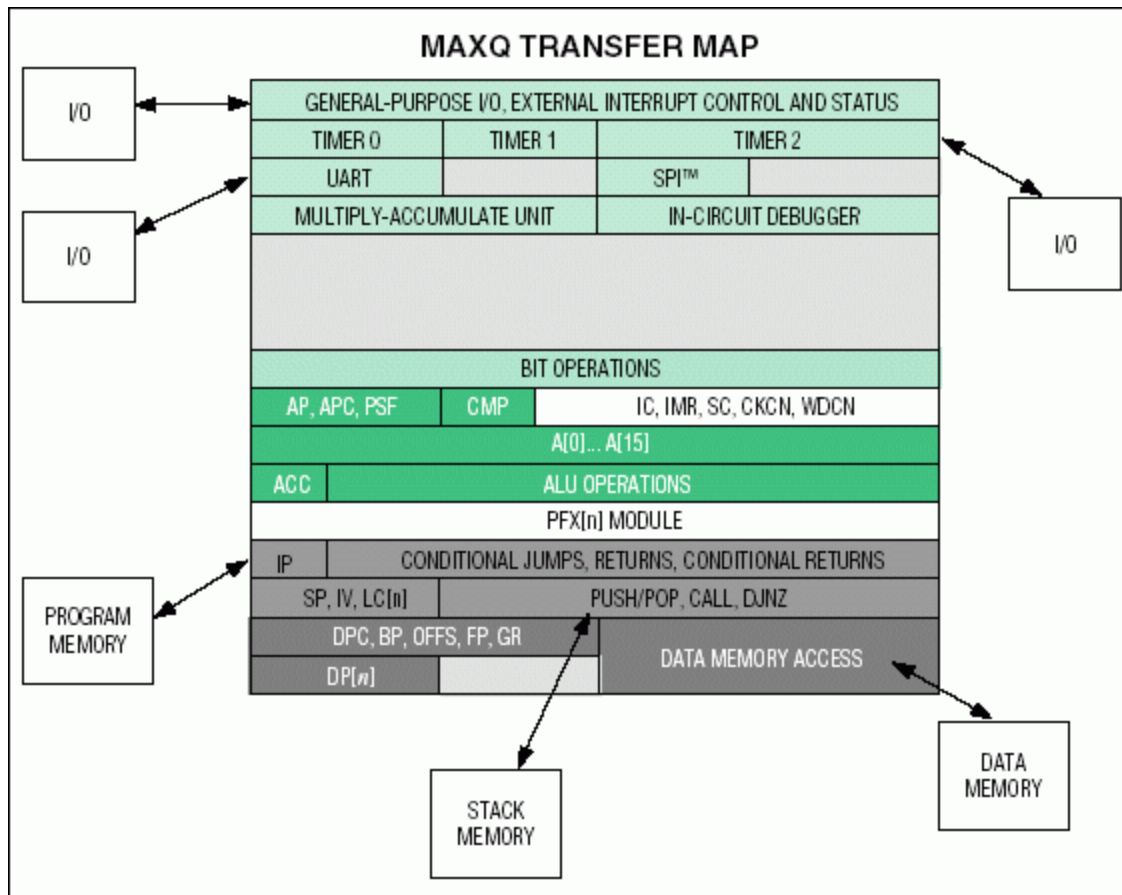 MAXQ TRANSFER MAP
I/O
GENERAL-PURPOSE I/O, EXTERNAL INTERRUPT CONTROL AND STATUS
TIMER 0
TIMER 1
TIMER 2
UART
SPI™
MULTIPLY-ACCUMULATE UNIT
IN-CIRCUIT DEBUGGER
I/O
I/O
BIT OPERATIONS
AP, APC, PSF
CMP
IC, IMR, SC, CKCN, WDCN
A[0]... A[15]
ACC
ALU OPERATIONS
PFX[n] MODULE
IP
CONDITIONAL JUMPS, RETURNS, CONDITIONAL RETURNS
SP, IV, LC[n]
PUSH/POP, CALL, DJNZ
PROGRAM
MEMORY
DPC, BP, OFFS, FP, GR
DATA MEMORY ACCESS
DP[n]
STACK
MEMORY
DATA
MEMORY